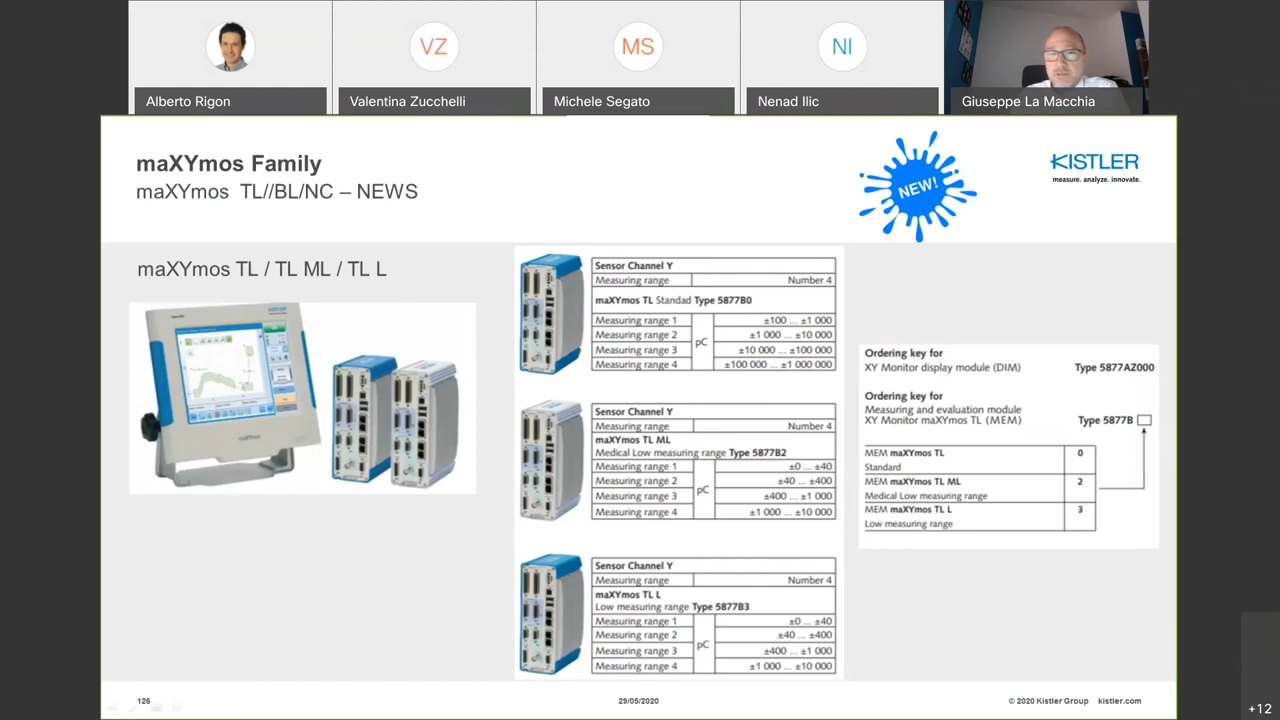 VZ
MS
NI
Alberto Rigon
Valentina Zucchelli
Michele Segato
Nenad Ilic
Giuseppe La Macchia
maXYmos Family
maXYmos TL//BL/NC – NEWS
NEW!
KISTLER
measure. analyze. innovate.
maXYmos TL / TL ML / TL L
Sensor Channel Y
Measuring range Number 4
maXYmos TL Standad Type 5877B0
Measuring range 1 ±100 ... ±1 000
Measuring range 2 ±1 000 ... ±10 000
pC
Measuring range 3 ±10 000 ... ±100 000
Measuring range 4 ±100 000 ... ±1 000 000
Sensor Channel Y
Measuring range Number 4
maXYmos TL ML
Medical Low measuring range Type 5877B2
Measuring range 1 ±0 ... ±40
Measuring range 2 ±40 ... ±400
pC
Measuring range 3 ±400 ... ±1 000
Measuring range 4 ±1 000 ... ±10 000
Sensor Channel Y
Measuring range Number 4
maXYmos TL L
Low measuring range Type 5877B3
Measuring range 1 ±0 ... ±40
Measuring range 2 ±40 ... ±400
pC
Measuring range 3 ±400 ... ±1 000
Measuring range 4 ±1 000 ... ±10 000
Ordering key for
XY Monitor display module (DIM) Type 5877AZ000
Ordering key for
Measuring and evaluation module
XY Monitor maXYmos TL (MEM) Type 5877B
MEM maXYmos TL 0
Standard
MEM maXYmos TL ML 2
Medical Low measuring range
MEM maXYmos TL L 3
Low measuring range
126
29/05/2020
© 2020 Kistler Group kistler.com
+12